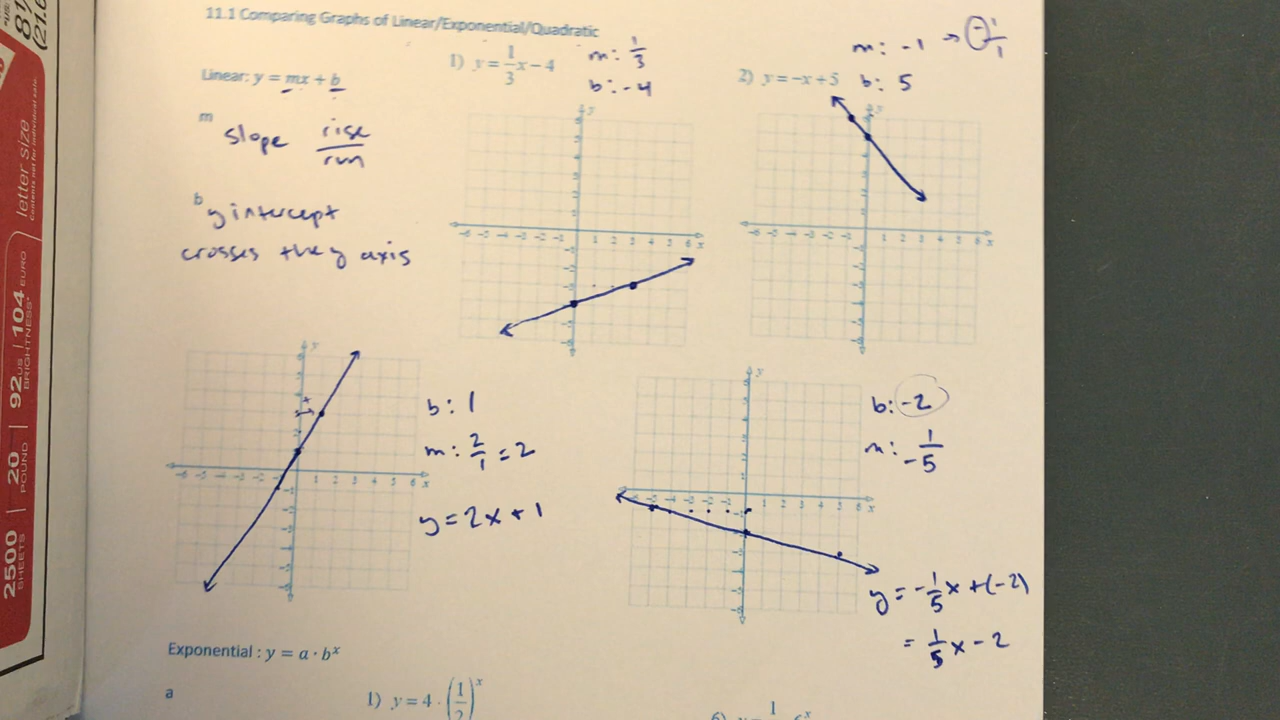 11.1 Comparing Graphs of Linear/Exponential/Quadratic
Linear: y = mx + b
m
slope rise/run
b
y intercept
crosses the y axis
1) y = 1/3 x - 4
m: 1/3
b: -4
2) y = -x + 5
m: -1 → -1/1
b: 5
b: 1
m: 2/1 = 2
y = 2x + 1
b: -2
m: 1/-5
y = -1/5 x + (-2)
= 1/5 x - 2
Exponential : y = a · b^x
a
1) y = 4 · (1/2)^x
letter size
2500 SHEETS
20 POUND
92 US
104 EURO
BRIGHTNESS*